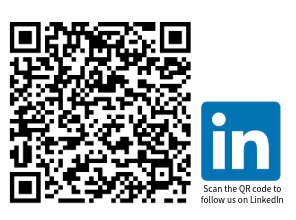 in
Scan the QR code to
follow us on LinkedIn